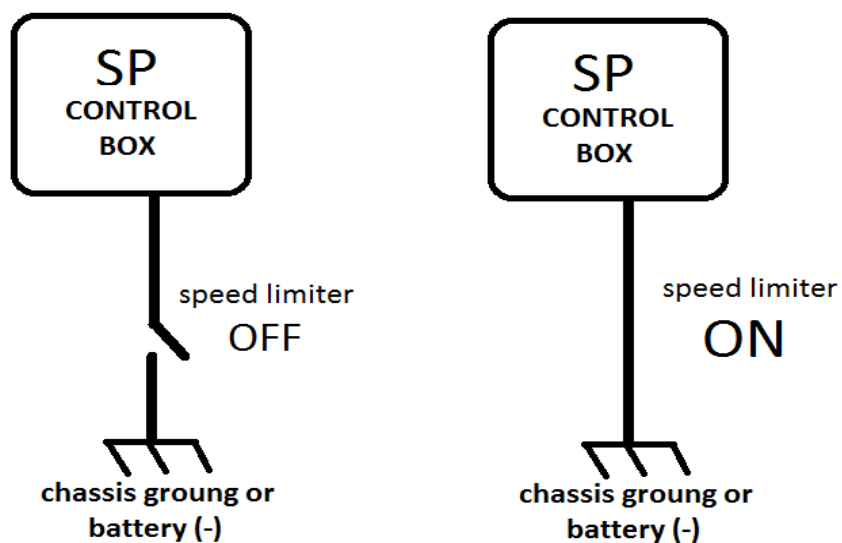 SP
CONTROL
BOX
speed limiter
OFF
chassis groung or
battery (-)
SP
CONTROL
BOX
speed limiter
ON
chassis groung or
battery (-)